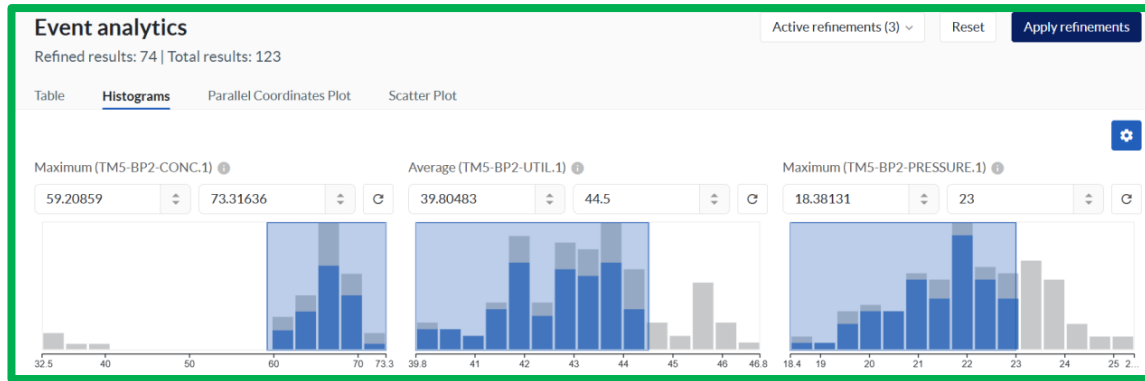 Event analytics
Active refinements (3)
Reset
Apply refinements
Refined results: 74 | Total results: 123
Table
Histograms
Parallel Coordinates Plot
Scatter Plot
Maximum (TM5-BP2-CONC.1)
Average (TM5-BP2-UTIL.1)
Maximum (TM5-BP2-PRESSURE.1)
59.20859 73.31636
39.80483 44.5
18.38131 23
32.5 40 50 60 70 73.3
39.8 41 42 43 44 45 46 46.8
18.4 19 20 21 22 23 24 25 2...